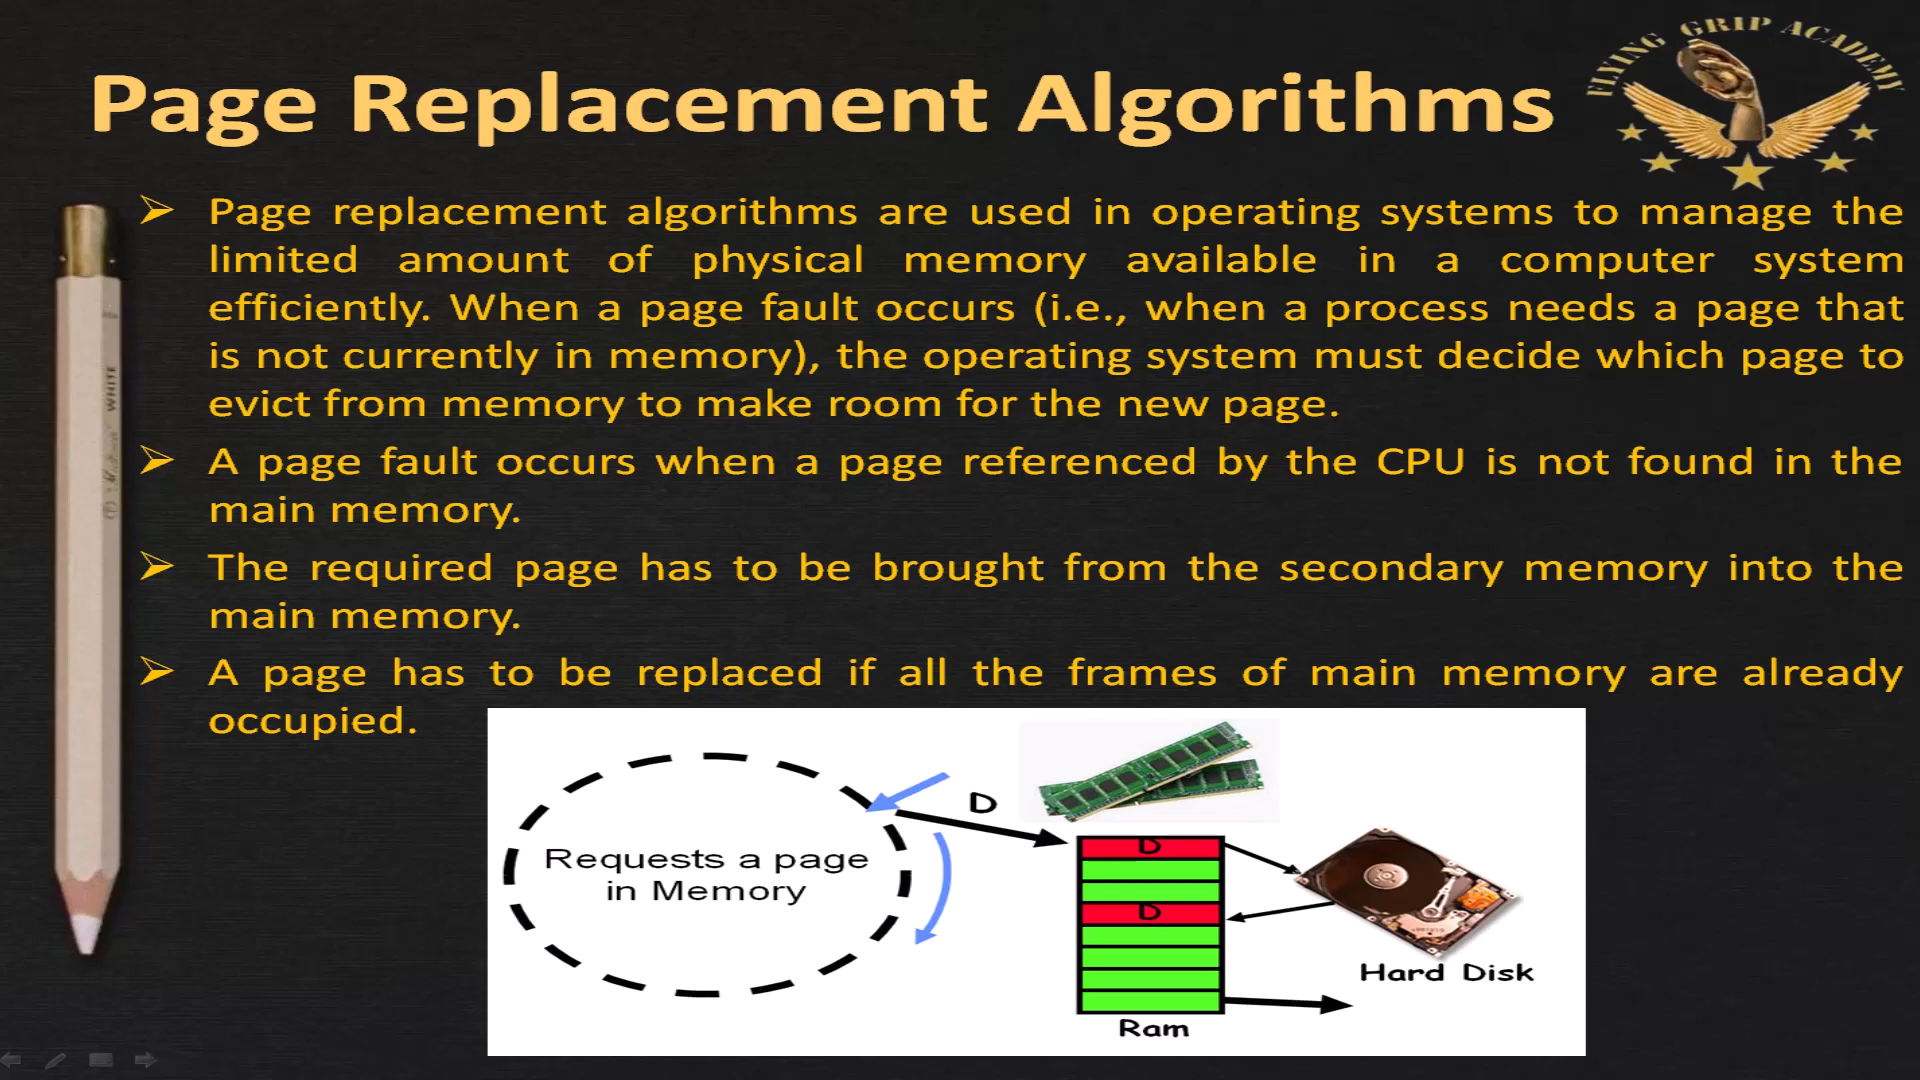 FLYING GRIP ACADEMY
Page Replacement Algorithms
Page replacement algorithms are used in operating systems to manage the
limited amount of physical memory available in a computer system
efficiently. When a page fault occurs (i.e., when a process needs a page that
is not currently in memory), the operating system must decide which page to
evict from memory to make room for the new page.
A page fault occurs when a page referenced by the CPU is not found in the
main memory.
The required page has to be brought from the secondary memory into the
main memory.
A page has to be replaced if all the frames of main memory are already
occupied.
WHITE
D
Requests a page
in Memory
D
D
Hard Disk
Ram